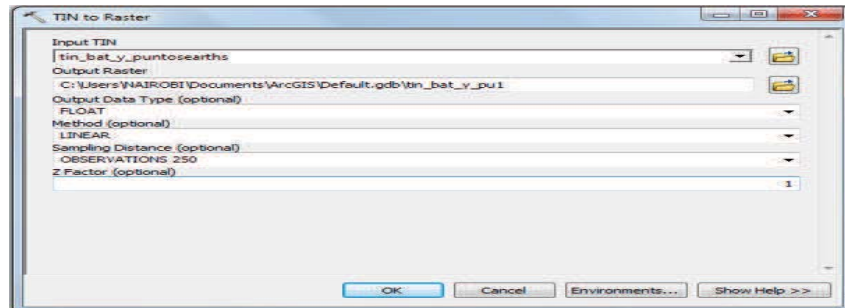 TIN to Raster
Input TIN
tin_bat_y_puntosearths
Output Raster
C:\Users\NAIROBI\Documents\ArcGIS\Default.gdb\tin_bat_y_pu1
Output Data Type (optional)
FLOAT
Method (optional)
LINEAR
Sampling Distance (optional)
OBSERVATIONS 250
Z Factor (optional)
1
OK Cancel Environments... Show Help >>